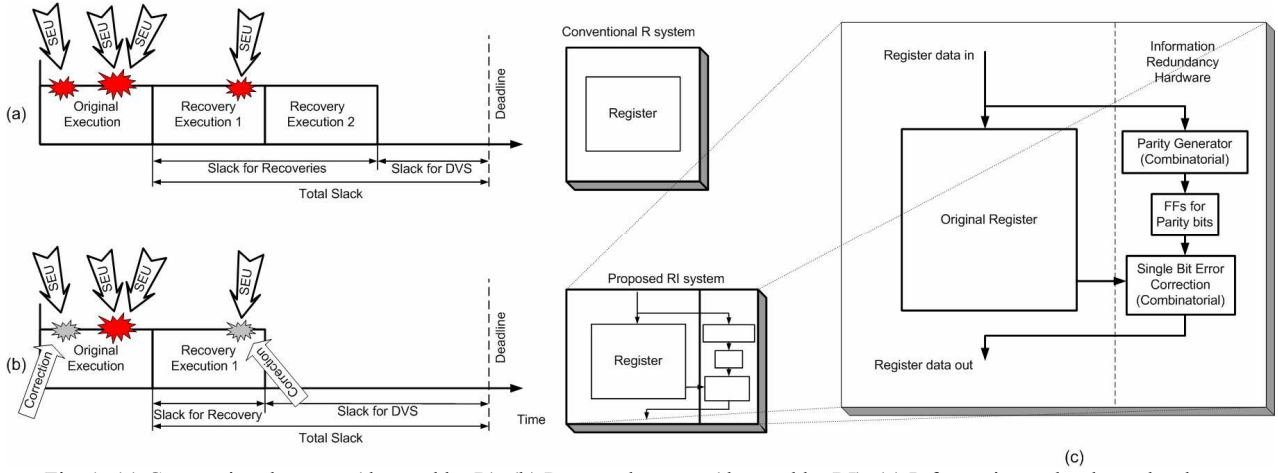 (a)
SEU
SEU
SEU
SEU
Original
Execution
Recovery
Execution 1
Recovery
Execution 2
Deadline
Slack for Recoveries
Slack for DVS
Total Slack
(b)
SEU
SEU
SEU
SEU
Original
Execution
Recovery
Execution 1
Correction
Correction
Deadline
Slack for Recovery
Slack for DVS
Total Slack
Time
Conventional R system
Register
Proposed RI system
Register
Register data in
Information
Redundancy
Hardware
Original Register
Parity Generator
(Combinatorial)
FFs for
Parity bits
Single Bit Error
Correction
(Combinatorial)
Register data out
(c)